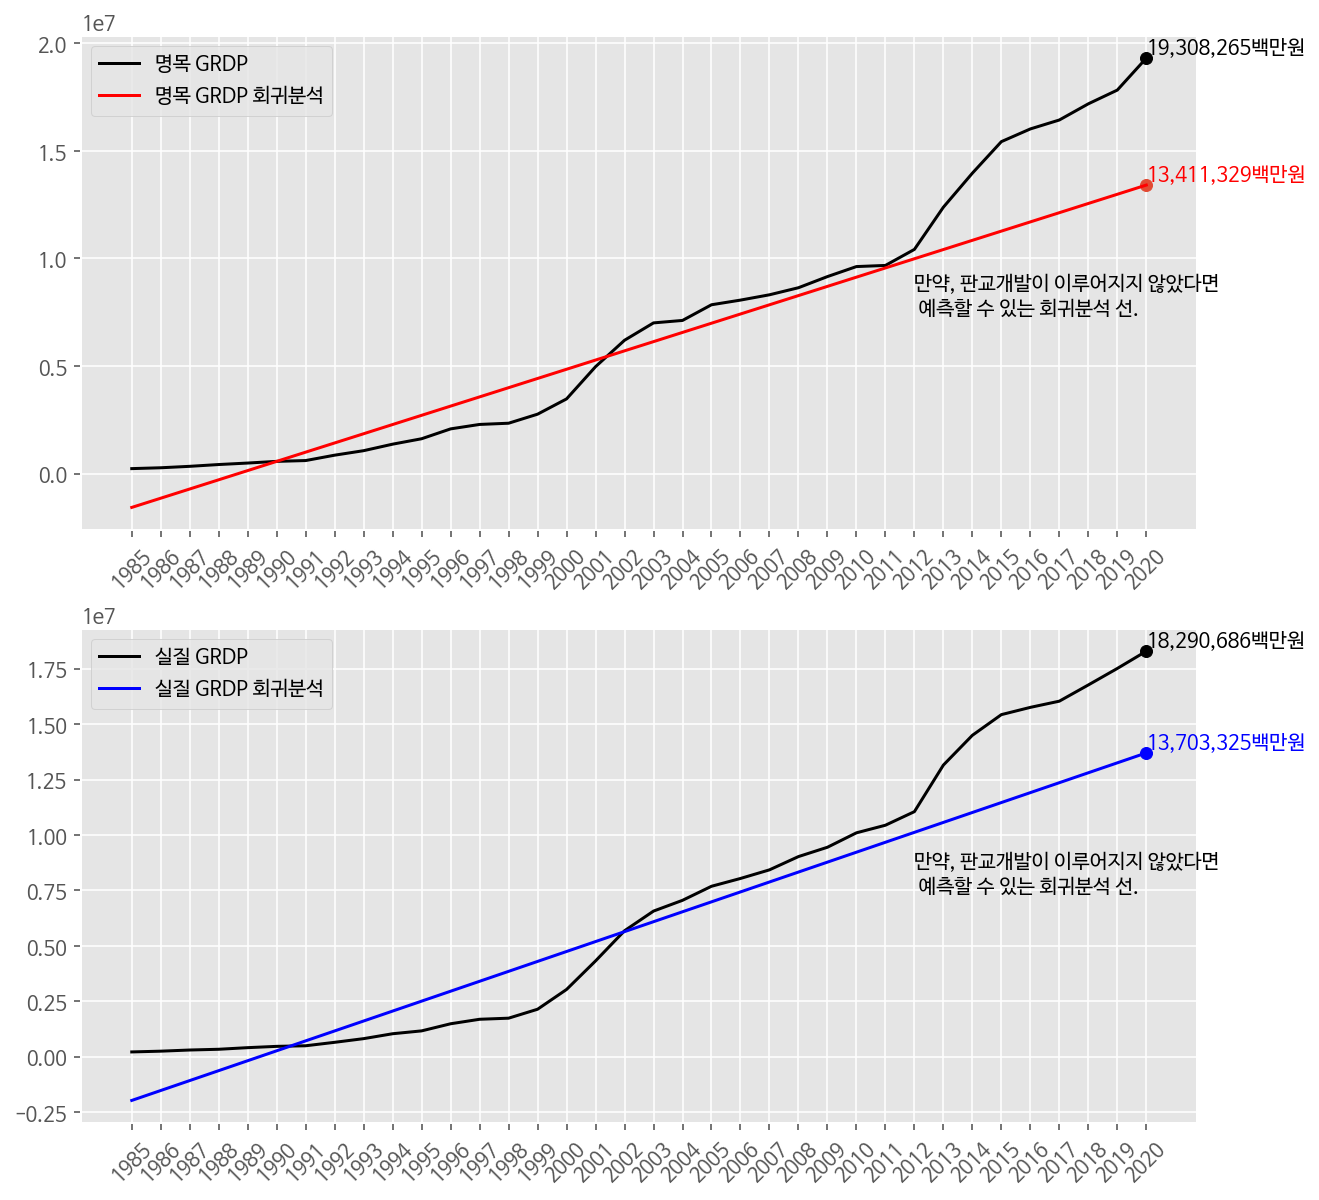 1e7
2.0
1.5
1.0
0.5
0.0
명목 GRDP
명목 GRDP 회귀분석
19,308,265백만원
13,411,329백만원
만약, 판교개발이 이루어지지 않았다면
예측할 수 있는 회귀분석 선.
1985 1986 1987 1988 1989 1990 1991 1992 1993 1994 1995 1996 1997 1998 1999 2000 2001 2002 2003 2004 2005 2006 2007 2008 2009 2010 2011 2012 2013 2014 2015 2016 2017 2018 2019 2020
1e7
1.75
1.50
1.25
1.00
0.75
0.50
0.25
0.00
−0.25
실질 GRDP
실질 GRDP 회귀분석
18,290,686백만원
13,703,325백만원
만약, 판교개발이 이루어지지 않았다면
예측할 수 있는 회귀분석 선.
1985 1986 1987 1988 1989 1990 1991 1992 1993 1994 1995 1996 1997 1998 1999 2000 2001 2002 2003 2004 2005 2006 2007 2008 2009 2010 2011 2012 2013 2014 2015 2016 2017 2018 2019 2020